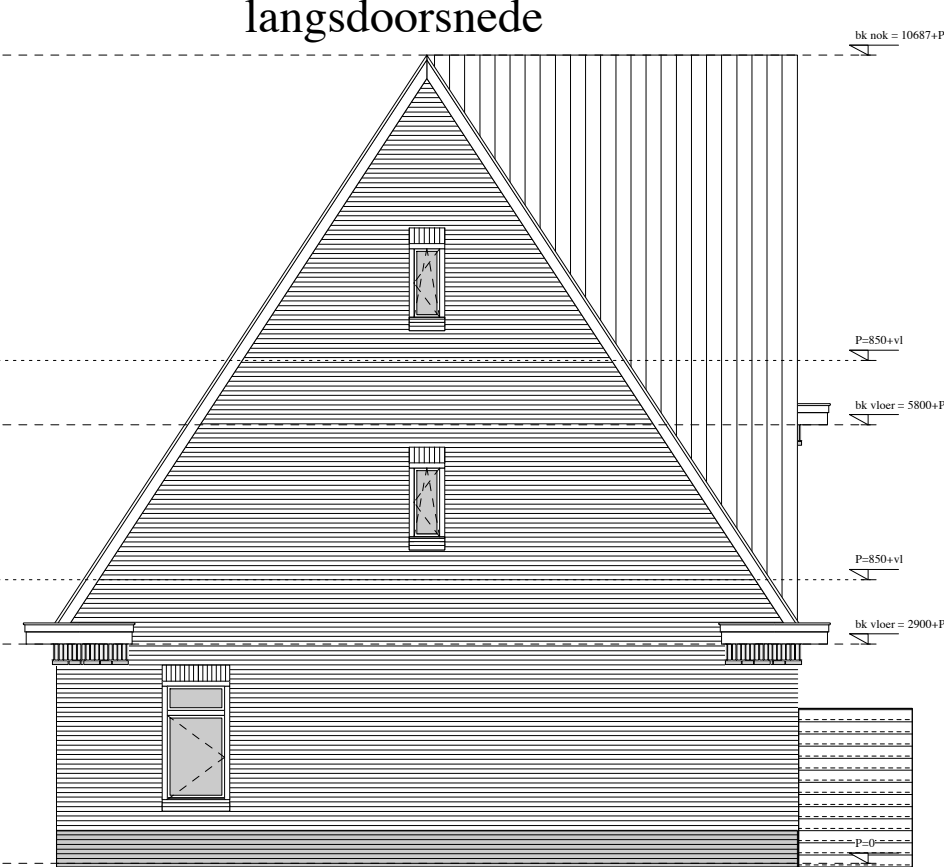 langsdoorsnede
bk nok = 10687+P
P=850+vl
bk vloer = 5800+P
P=850+vl
bk vloer = 2900+P
P=0